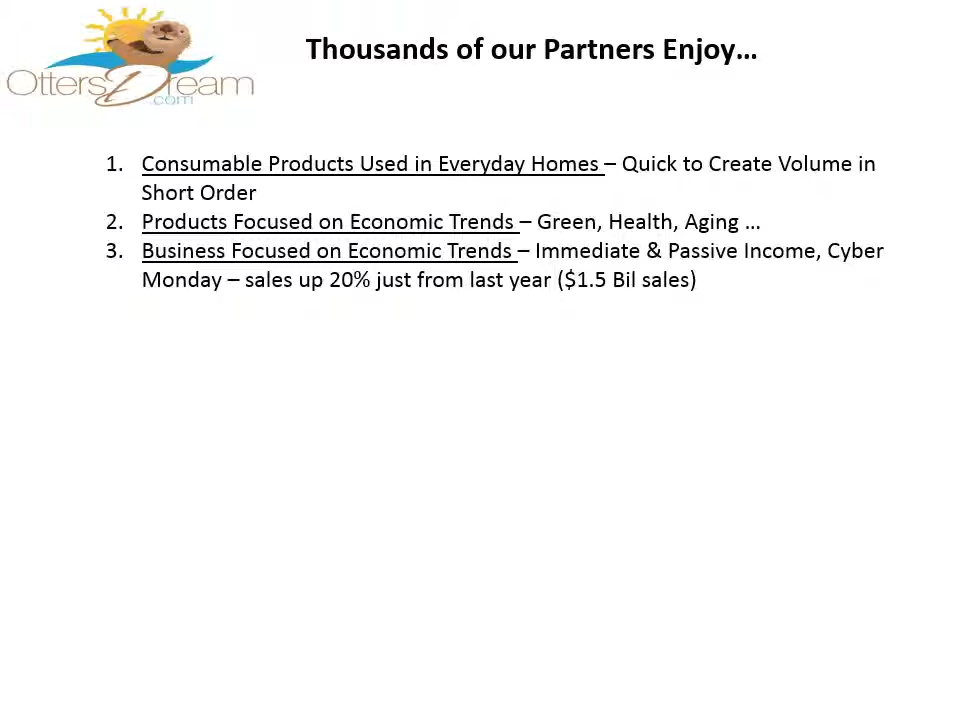 OttersDream
.com
Thousands of our Partners Enjoy...
1. Consumable Products Used in Everyday Homes – Quick to Create Volume in
Short Order
2. Products Focused on Economic Trends – Green, Health, Aging ...
3. Business Focused on Economic Trends – Immediate & Passive Income, Cyber
Monday – sales up 20% just from last year ($1.5 Bil sales)